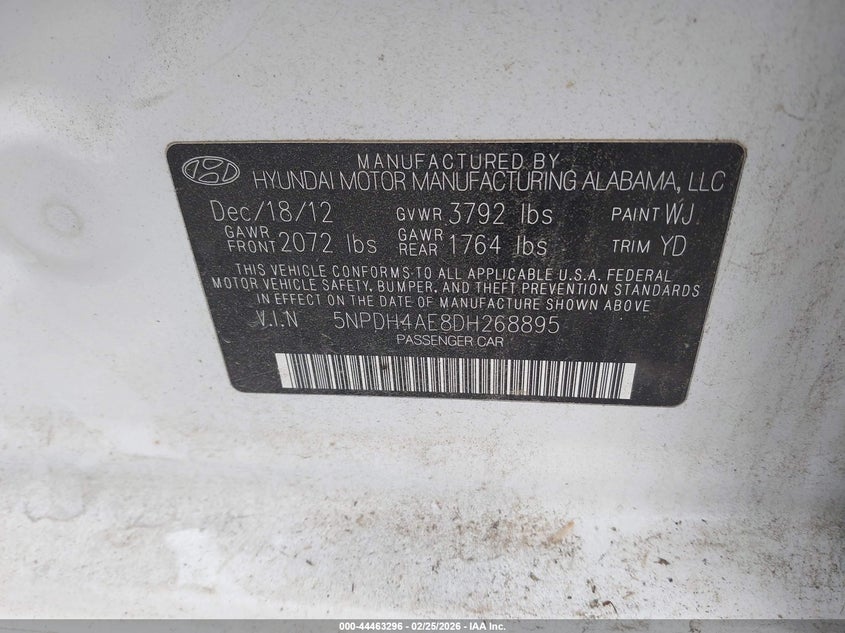 MANUFACTURED BY
HYUNDAI MOTOR MANUFACTURING ALABAMA, LLC
Dec/18/12 GVWR 3792 lbs PAINT WJ
GAWR FRONT 2072 lbs GAWR REAR 1764 lbs TRIM YD
THIS VEHICLE CONFORMS TO ALL APPLICABLE U.S.A. FEDERAL
MOTOR VEHICLE SAFETY, BUMPER, AND THEFT PREVENTION STANDARDS
IN EFFECT ON THE DATE OF MANUFACTURE SHOWN ABOVE
V.I.N 5NPDH4AE8DH268895
PASSENGER CAR
000-44463296 - 02/25/2026 - IAA Inc.